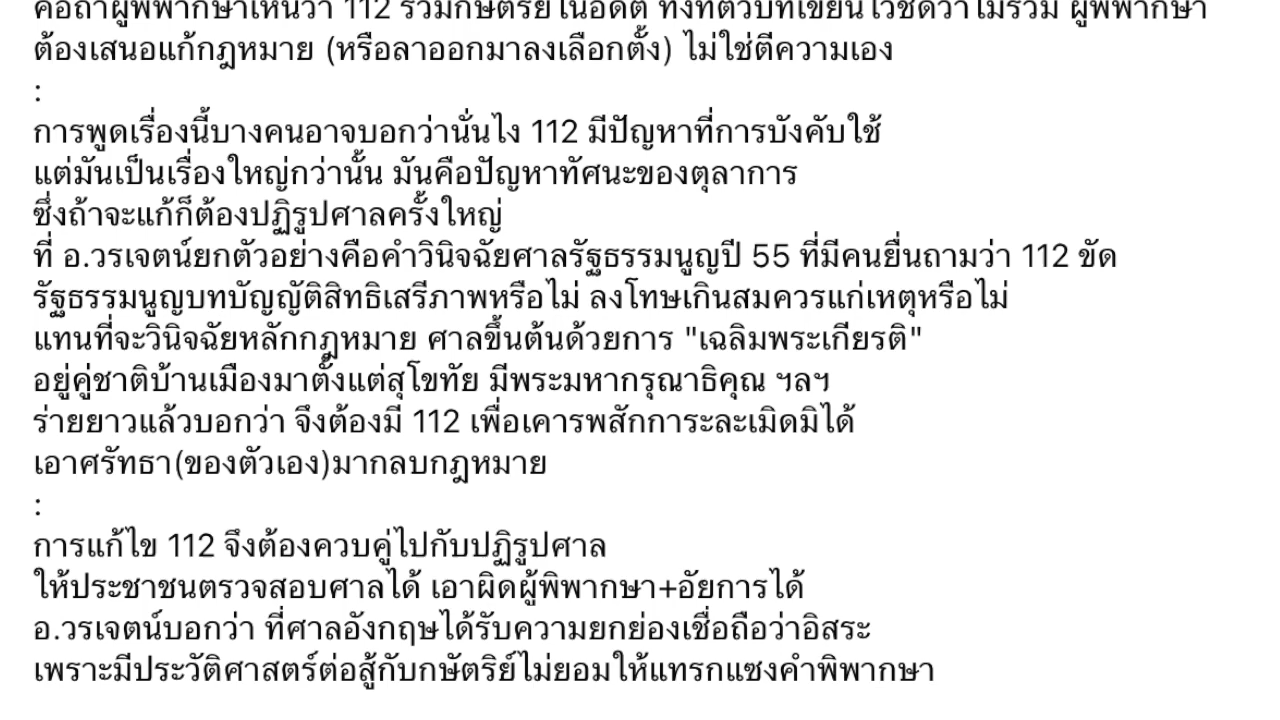 คือถ้าผู้พิพากษาเห็นว่า 112 รวมกษัตริย์ในอดีต ทั้งที่ตัวบทเขียนไว้ชัดว่าไม่รวม ผู้พิพากษา
ต้องเสนอแก้กฎหมาย (หรือลาออกมาลงเลือกตั้ง) ไม่ใช่ตีความเอง
:
การพูดเรื่องนี้บางคนอาจบอกว่านั่นไง 112 มีปัญหาที่การบังคับใช้
แต่มันเป็นเรื่องใหญ่กว่านั้น มันคือปัญหาทัศนะของตุลาการ
ซึ่งถ้าจะแก้ก็ต้องปฏิรูปศาลครั้งใหญ่
ที่ อ.วรเจตน์ยกตัวอย่างคือคำวินิจฉัยศาลรัฐธรรมนูญปี 55 ที่มีคนยื่นถามว่า 112 ขัด
รัฐธรรมนูญบทบัญญัติสิทธิเสรีภาพหรือไม่ ลงโทษเกินสมควรแก่เหตุหรือไม่
แทนที่จะวินิจฉัยหลักกฎหมาย ศาลขึ้นต้นด้วยการ "เฉลิมพระเกียรติ"
อยู่คู่ชาติบ้านเมืองมาตั้งแต่สุโขทัย มีพระมหากรุณาธิคุณ ฯลฯ
ร่ายยาวแล้วบอกว่า จึงต้องมี 112 เพื่อเคารพสักการะละเมิดมิได้
เอาศรัทธา(ของตัวเอง)มากลบกฎหมาย
:
การแก้ไข 112 จึงต้องควบคู่ไปกับปฏิรูปศาล
ให้ประชาชนตรวจสอบศาลได้ เอาผิดผู้พิพากษา+อัยการได้
อ.วรเจตน์บอกว่า ที่ศาลอังกฤษได้รับความยกย่องเชื่อถือว่าอิสระ
เพราะมีประวัติศาสตร์ต่อสู้กับกษัตริย์ไม่ยอมให้แทรกแซงคำพิพากษา